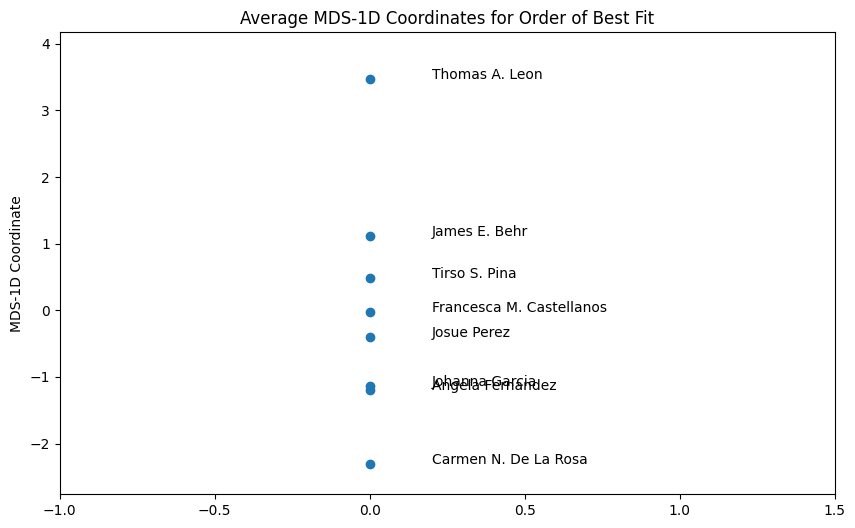 Average MDS-1D Coordinates for Order of Best Fit
4
Thomas A. Leon
3
2
MDS-1D Coordinate
James E. Behr
1
Tirso S. Pina
0
Francesca M. Castellanos
Josue Perez
−1
Johanna Garcia
Angela Fernandez
−2
Carmen N. De La Rosa
−1.0 −0.5 0.0 0.5 1.0 1.5